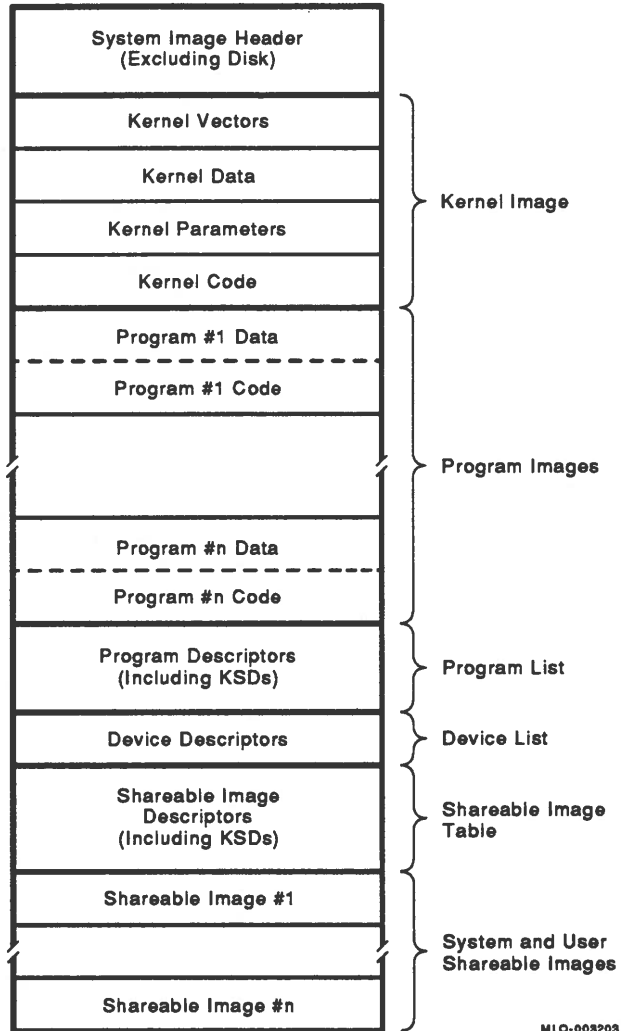 System Image Header
(Excluding Disk)
Kernel Vectors
Kernel Data
Kernel Parameters
Kernel Code
Kernel Image
Program #1 Data
Program #1 Code
Program #n Data
Program #n Code
Program Images
Program Descriptors
(Including KSDs)
Program List
Device Descriptors
Device List
Shareable Image
Descriptors
(Including KSDs)
Shareable Image
Table
Shareable Image #1
Shareable Image #n
System and User
Shareable Images
MLO-003203